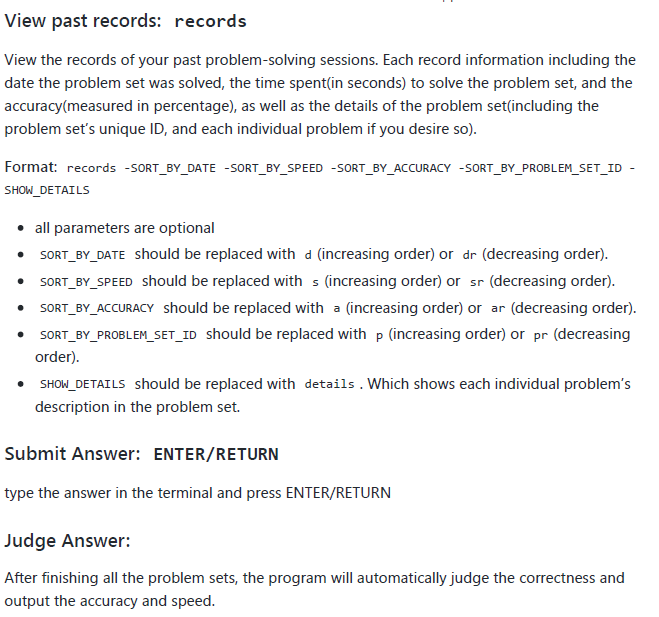 View past records: records
View the records of your past problem-solving sessions. Each record information including the
date the problem set was solved, the time spent(in seconds) to solve the problem set, and the
accuracy(measured in percentage), as well as the details of the problem set(including the
problem set's unique ID, and each individual problem if you desire so).
Format: records -SORT_BY_DATE -SORT_BY_SPEED -SORT_BY_ACCURACY -SORT_BY_PROBLEM_SET_ID -
SHOW_DETAILS
• all parameters are optional
• SORT_BY_DATE should be replaced with d (increasing order) or dr (decreasing order).
• SORT_BY_SPEED should be replaced with s (increasing order) or sr (decreasing order).
• SORT_BY_ACCURACY should be replaced with a (increasing order) or ar (decreasing order).
• SORT_BY_PROBLEM_SET_ID should be replaced with p (increasing order) or pr (decreasing
order).
• SHOW_DETAILS should be replaced with details . Which shows each individual problem's
description in the problem set.
Submit Answer: ENTER/RETURN
type the answer in the terminal and press ENTER/RETURN
Judge Answer:
After finishing all the problem sets, the program will automatically judge the correctness and
output the accuracy and speed.